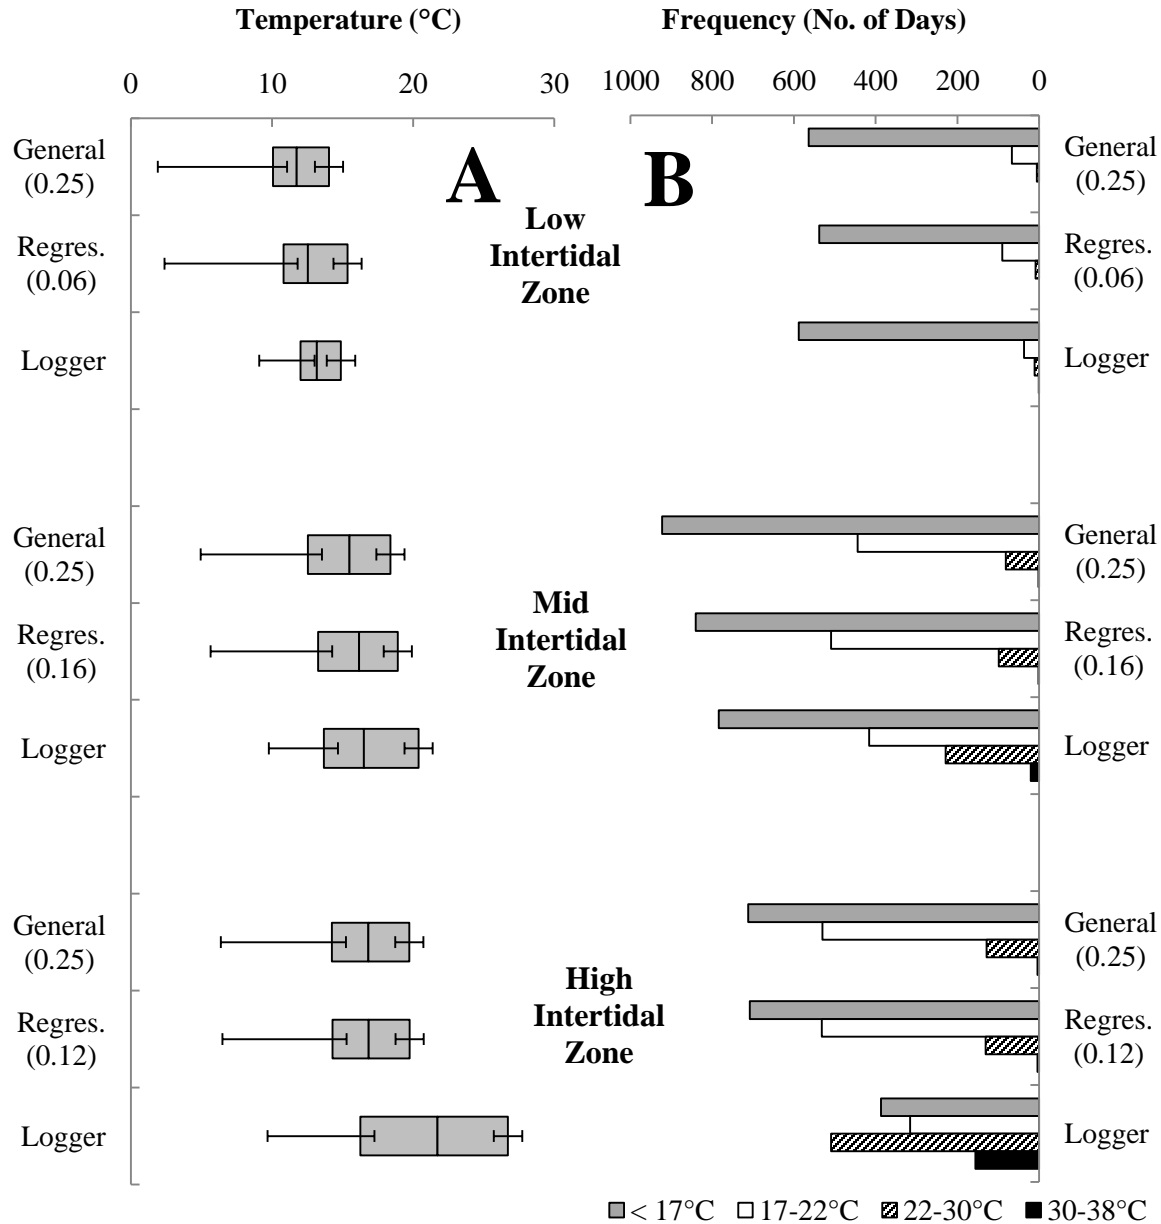 Temperature (°C)
Frequency (No. of Days)
0 10 20 30
1000 800 600 400 200 0
A
B
General
(0.25)
Regres.
(0.06)
Logger
Low
Intertidal
Zone
General
(0.25)
Regres.
(0.06)
Logger
General
(0.25)
Regres.
(0.16)
Logger
Mid
Intertidal
Zone
General
(0.25)
Regres.
(0.16)
Logger
General
(0.25)
Regres.
(0.12)
Logger
High
Intertidal
Zone
General
(0.25)
Regres.
(0.12)
Logger
< 17°C 17-22°C 22-30°C 30-38°C